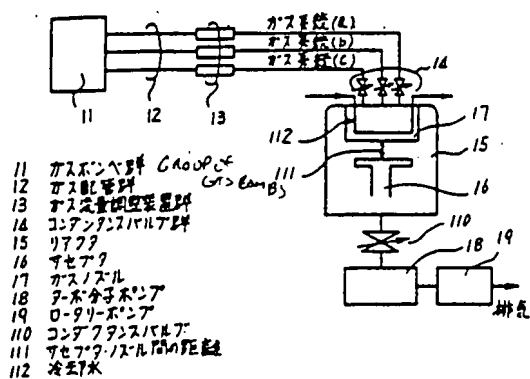 ガス系統(a)
ガス系統(b)
ガス系統(c)
14
11
12
13
112
17
15
111
16
110
18
19
排気
11 ガスボンベ群 GROUP of
12 ガス配管群 GAS BOMBS
13 ガス流量調整装置群
14 コンダクタンスバルブ群
15 リアクタ
16 サセプタ
17 ガスノズル
18 ターボ分子ポンプ
19 ロータリーポンプ
110 コンダクタンスバルブ
111 サセプタ・ノズル間の距離
112 冷却水